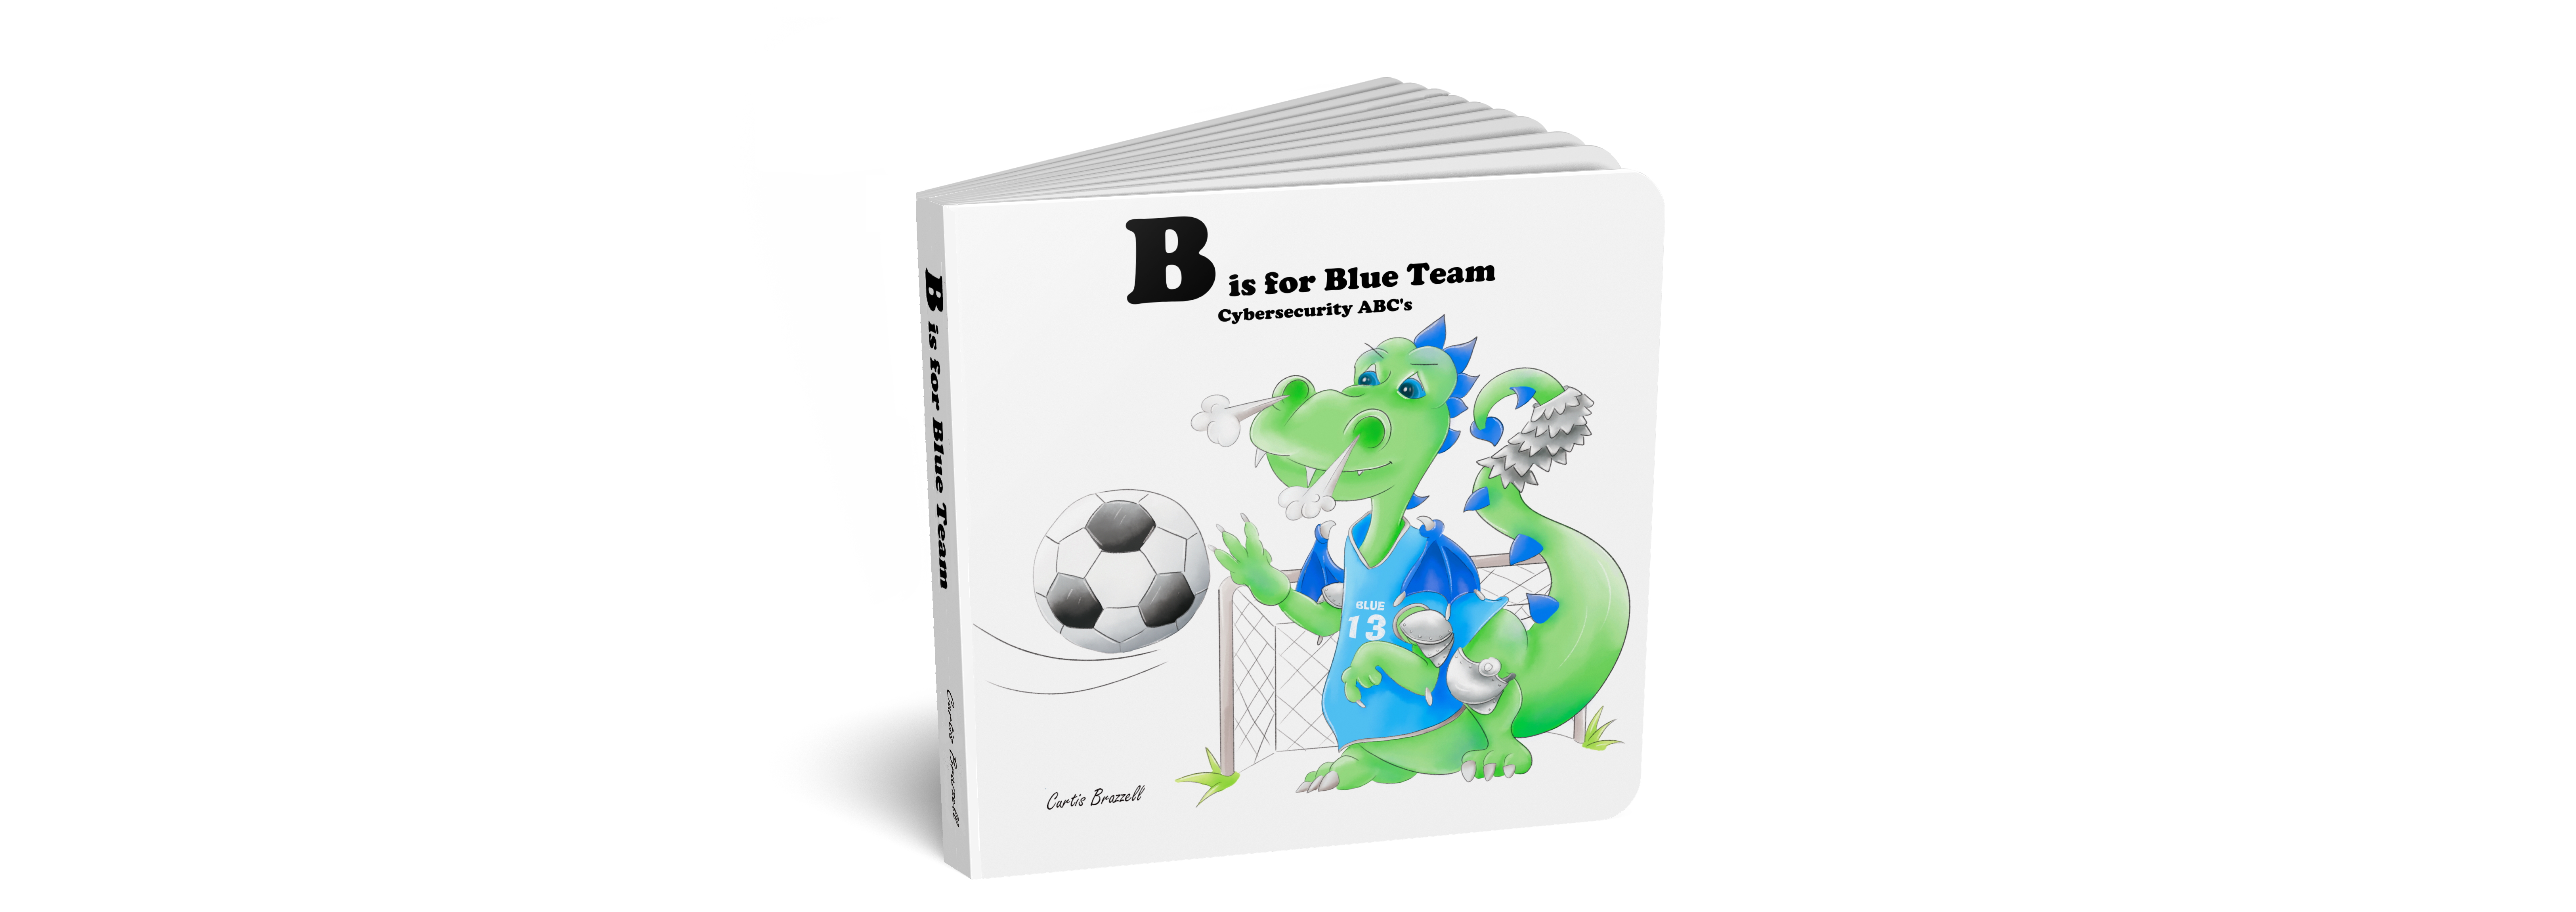 B is for Blue Team
Cybersecurity ABC's
BLUE
13
Curtis Brazzell
B is for Blue Team
Curtis Brazzell